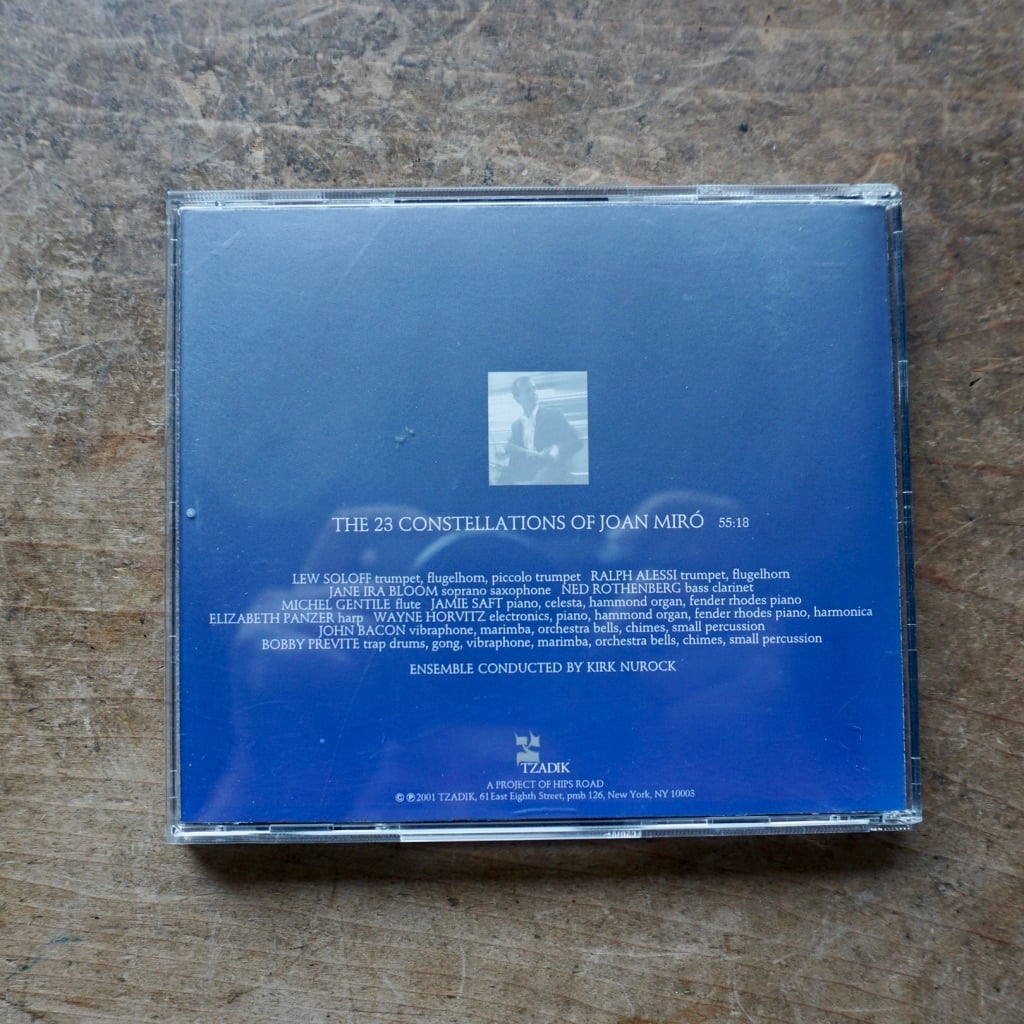 THE 23 CONSTELLATIONS OF JOAN MIRÓ 55:18
LEW SOLOFF trumpet, flugelhorn, piccolo trumpet RALPH ALESSI trumpet, flugelhorn
JANE IRA BLOOM soprano saxophone NED ROTHENBERG bass clarinet
MICHEL GENTILE flute JAMIE SAFT piano, celesta, hammond organ, fender rhodes piano
ELIZABETH PANZER harp WAYNE HORVITZ electronics, piano, hammond organ, fender rhodes piano, harmonica
JOHN BACON vibraphone, marimba, orchestra bells, chimes, small percussion
BOBBY PREVITE trap drums, gong, vibraphone, marimba, orchestra bells, chimes, small percussion
ENSEMBLE CONDUCTED BY KIRK NUROCK
TZADIK
A PROJECT OF HIPS ROAD
© ℗ 2001 TZADIK, 61 East Eighth Street, pmb 126, New York, NY 10003